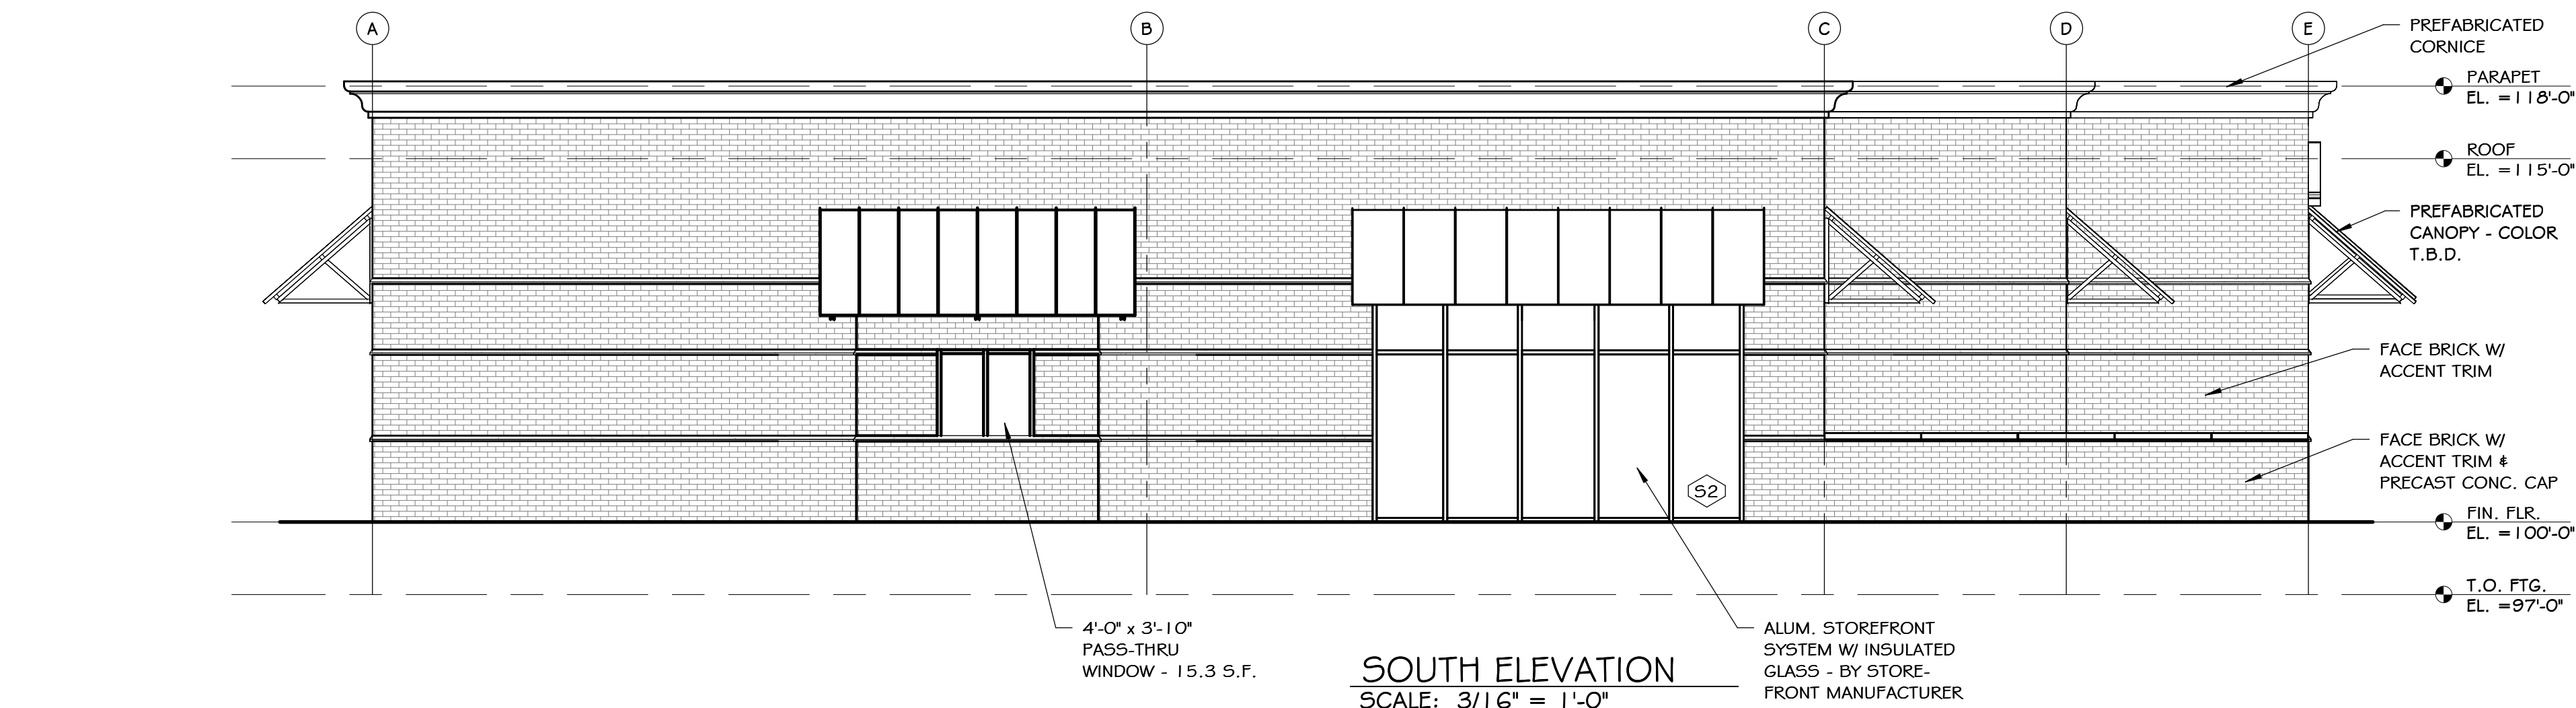 A
B
C
D
E
PREFABRICATED
CORNICE
PARAPET
EL. =118'-0"
ROOF
EL. =115'-0"
PREFABRICATED
CANOPY - COLOR
T.B.D.
FACE BRICK W/
ACCENT TRIM
FACE BRICK W/
ACCENT TRIM &
PRECAST CONC. CAP
S2
FIN. FLR.
EL. =100'-0"
T.O. FTG.
EL. =97'-0"
4'-0" x 3'-10"
PASS-THRU
WINDOW - 15.3 S.F.
ALUM. STOREFRONT
SYSTEM W/ INSULATED
GLASS - BY STORE-
FRONT MANUFACTURER
SOUTH ELEVATION
SCALE: 3/16" = 1'-0"